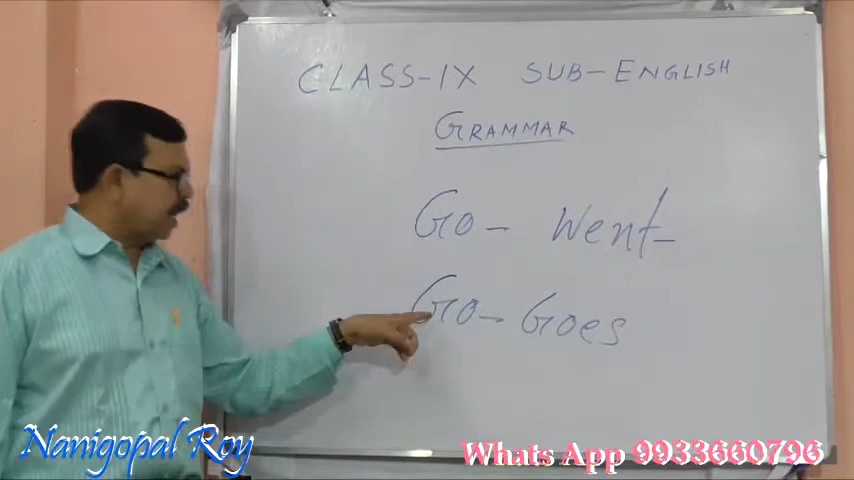 CLASS-IX SUB-ENGLISH
GRAMMAR
Go- Went-
Go- Goes
Nanigopal Roy
Whats App 9933660796